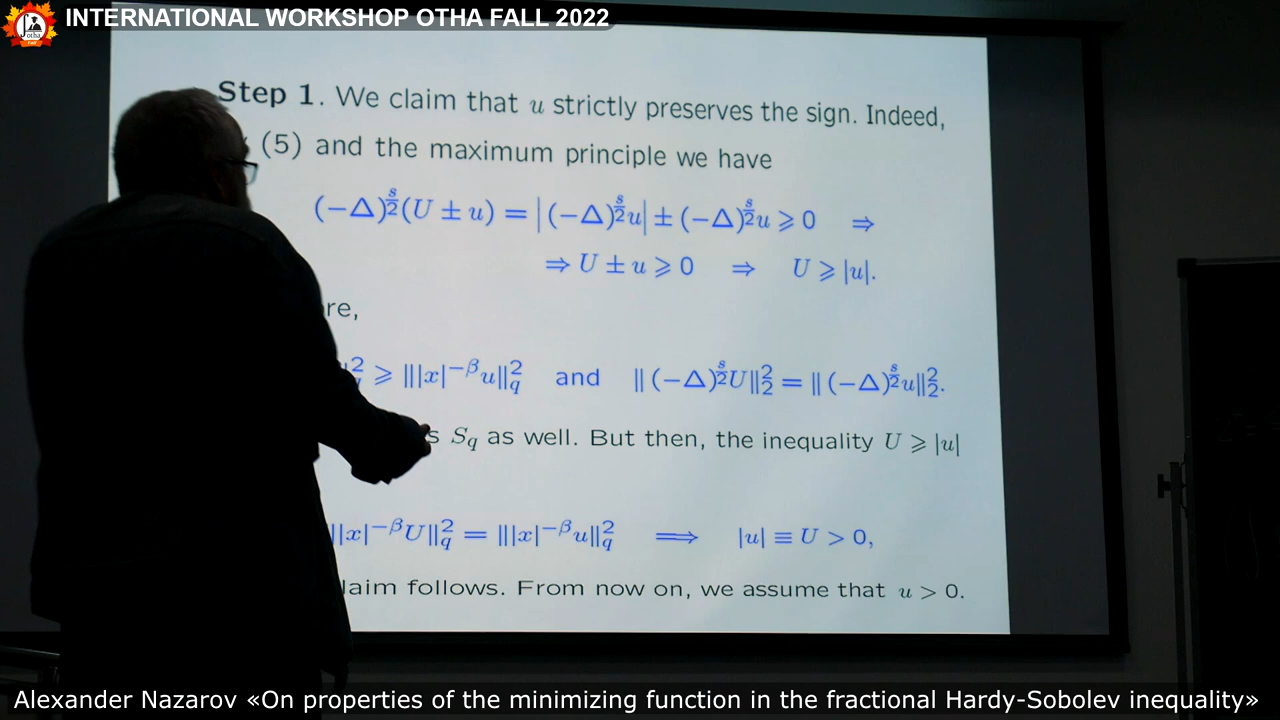 INTERNATIONAL WORKSHOP OTHA FALL 2022
otha
Step 1. We claim that u strictly preserves the sign. Indeed,
(5) and the maximum principle we have
(−Δ)^{s/2}(U ± u) = |(−Δ)^{s/2}u| ± (−Δ)^{s/2}u ⩾ 0 ⇒
⇒ U ± u ⩾ 0 ⇒ U ⩾ |u|.
re,
⩾ |||x|^{−β}u||_q^2 and ||(−Δ)^{s/2}U||_2^2 = ||(−Δ)^{s/2}u||_2^2.
s S_q as well. But then, the inequality U ⩾ |u|
||x|^{−β}U||_q^2 = |||x|^{−β}u||_q^2 ⟹ |u| ≡ U > 0,
laim follows. From now on, we assume that u > 0.
Alexander Nazarov «On properties of the minimizing function in the fractional Hardy-Sobolev inequality»